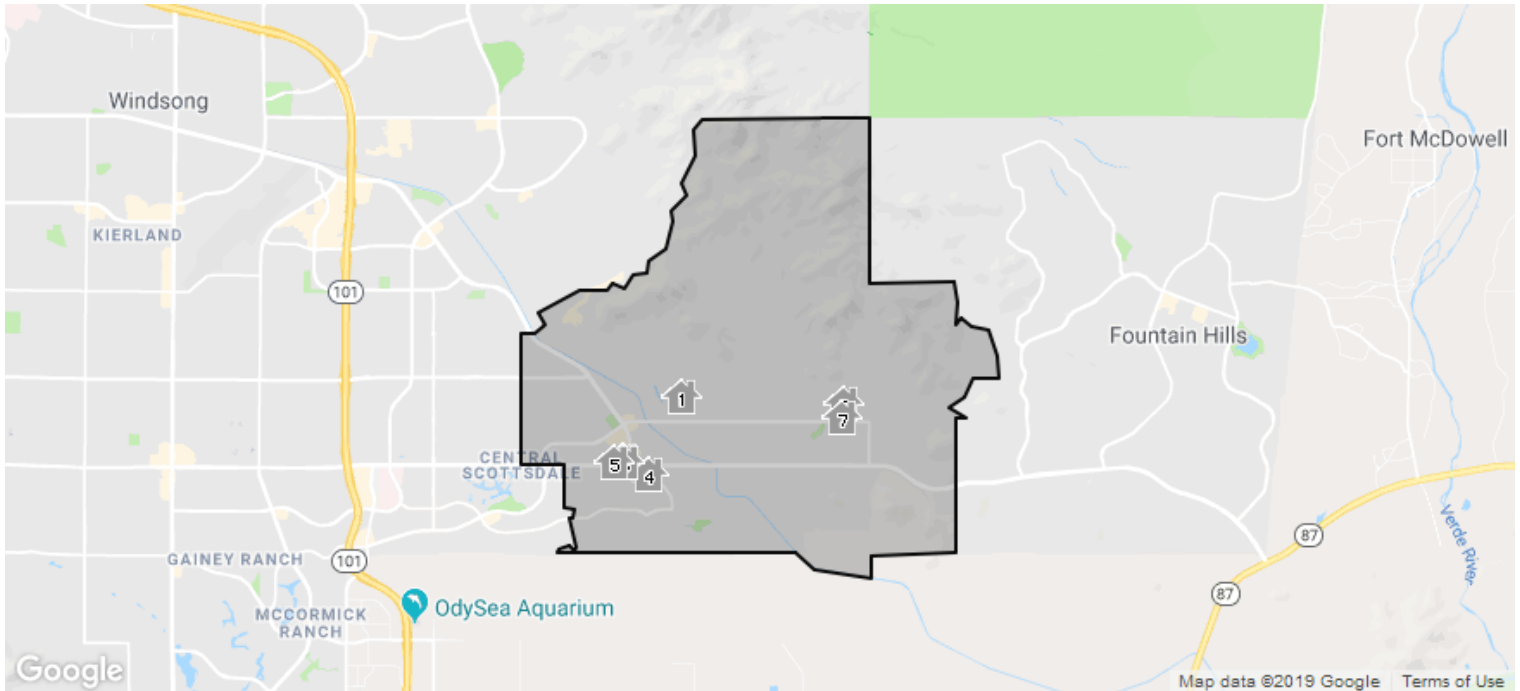 Windsong
Fort McDowell
KIERLAND
101
Fountain Hills
1
7
CENTRAL
SCOTTSDALE
5
4
87
Verde River
GAINEY RANCH
101
87
MCCORMICK
RANCH
OdySea Aquarium
Google
Map data ©2019 Google
Terms of Use